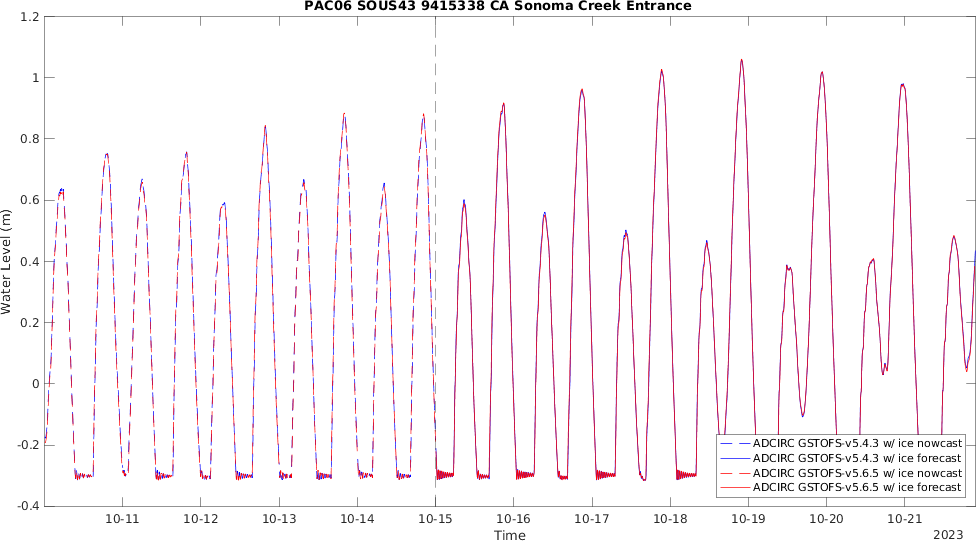 PAC06 SOUS43 9415338 CA Sonoma Creek Entrance
Water Level (m)
1.2
1
0.8
0.6
0.4
0.2
0
-0.2
-0.4
ADCIRC GSTOFS-v5.4.3 w/ ice nowcast
ADCIRC GSTOFS-v5.4.3 w/ ice forecast
ADCIRC GSTOFS-v5.6.5 w/ ice nowcast
ADCIRC GSTOFS-v5.6.5 w/ ice forecast
10-11 10-12 10-13 10-14 10-15 10-16 10-17 10-18 10-19 10-20 10-21
Time
2023